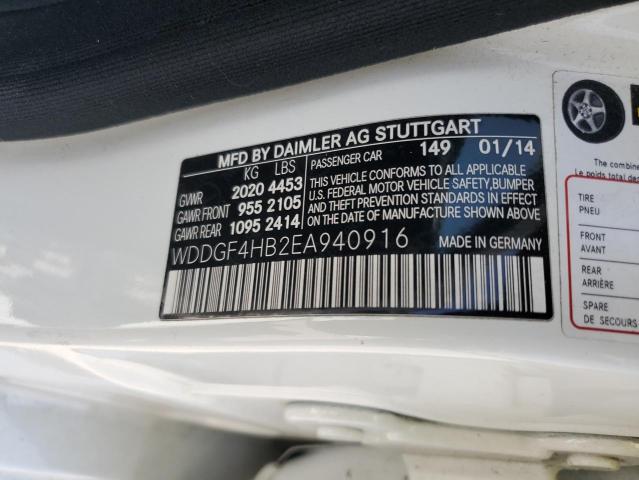 MFD BY DAIMLER AG STUTTGART
KG LBS PASSENGER CAR 149 01/14
GVWR 2020 4453
GAWR FRONT 955 2105
GAWR REAR 1095 2414
THIS VEHICLE CONFORMS TO ALL APPLICABLE
U.S. FEDERAL MOTOR VEHICLE SAFETY, BUMPER
AND THEFT PREVENTION STANDARDS IN EFFECT
ON THE DATE OF MANUFACTURE SHOWN ABOVE.
WDDGF4HB2EA940916 MADE IN GERMANY
The combine
Le poids total de
TIRE
PNEU
FRONT
AVANT
REAR
ARRIÈRE
SPARE
DE SECOURS